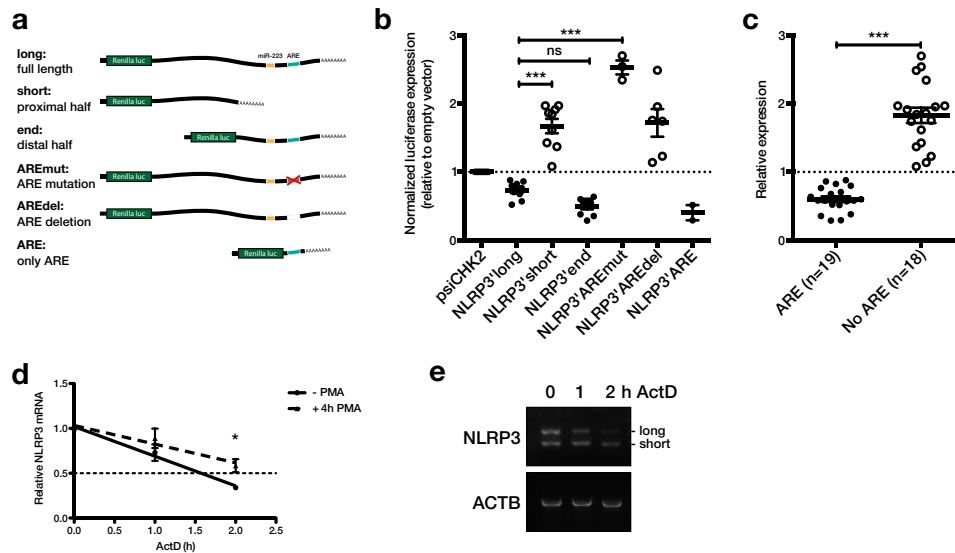 a
long:
full length
Renilla luc
miR-223 ARE
AAAAAAAA
short:
proximal half
Renilla luc
AAAAAAAA
end:
distal half
Renilla luc
AAAAAAAA
AREmut:
ARE mutation
Renilla luc
AAAAAAAA
AREdel:
ARE deletion
Renilla luc
AAAAAAAA
ARE:
only ARE
Renilla luc
AAAAAAAA
b
Normalized luciferase expression
(relative to empty vector)
3
2
1
0
***
ns
***
psiCHK2
NLRP3'long
NLRP3'short
NLRP3'end
NLRP3'AREmut
NLRP3'AREdel
NLRP3'ARE
c
Relative expression
3
2
1
0
***
ARE (n=19)
No ARE (n=18)
d
Relative NLRP3 mRNA
1.5
1.0
0.5
0.0
0.0 0.5 1.0 1.5 2.0 2.5
ActD (h)
*
- PMA
+ 4h PMA
e
0 1 2 h ActD
NLRP3
- long
- short
ACTB